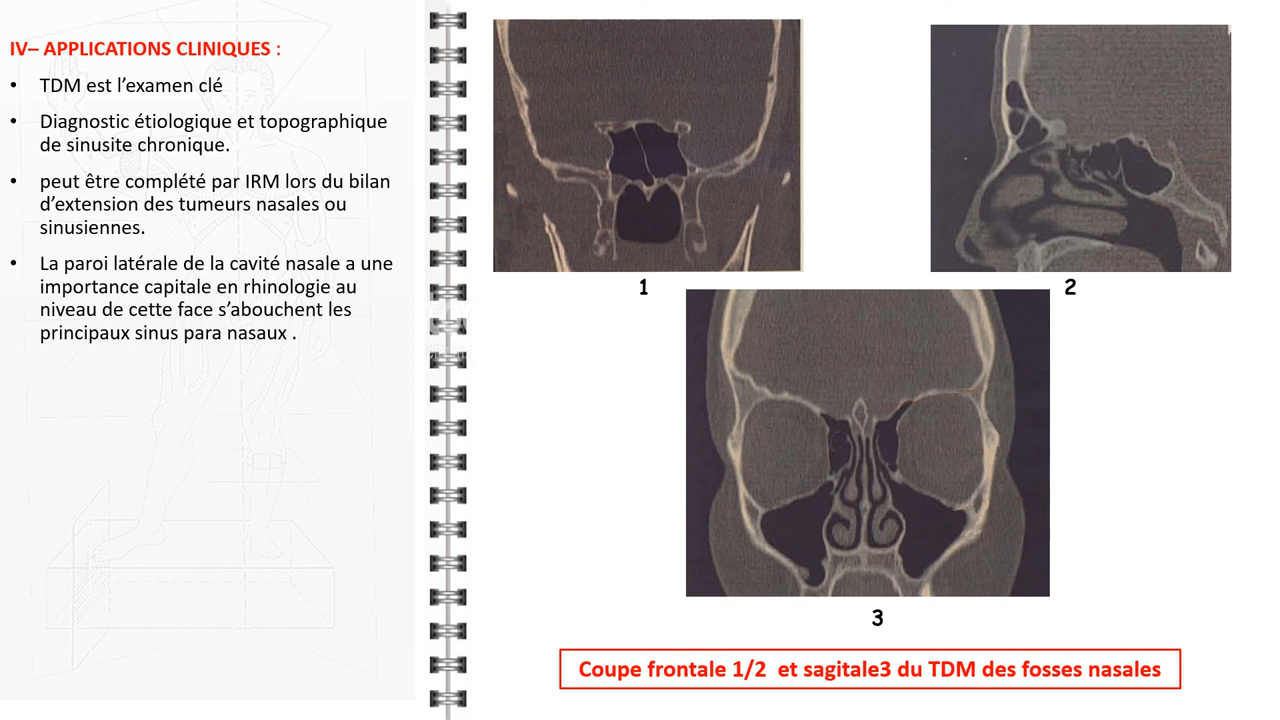 IV– APPLICATIONS CLINIQUES :
• TDM est l’examen clé
• Diagnostic étiologique et topographique
de sinusite chronique.
• peut être complété par IRM lors du bilan
d’extension des tumeurs nasales ou
sinusiennes.
• La paroi latérale de la cavité nasale a une
importance capitale en rhinologie au
niveau de cette face s’abouchent les
principaux sinus para nasaux .
1
2
3
Coupe frontale 1/2 et sagitale3 du TDM des fosses nasales